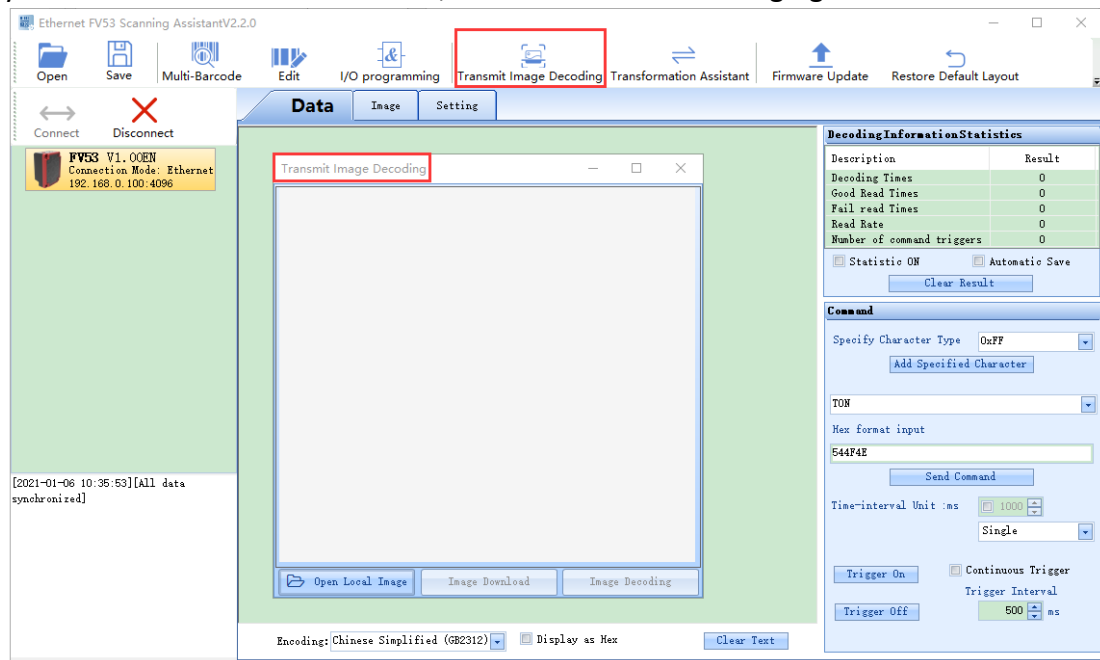 Ethernet FV53 Scanning AssistantV2.2.0
Open Save Multi-Barcode Edit I/O programming Transmit Image Decoding Transformation Assistant Firmware Update Restore Default Layout
Connect Disconnect
Data Image Setting
FV53 V1.00EN
Connection Mode: Ethernet
192.168.0.100:4096
[2021-01-06 10:35:53][All data
synchronized]
Transmit Image Decoding
Open Local Image Image Download Image Decoding
Encoding: Chinese Simplified (GB2312) Display as Hex Clear Text
DecodingInformationStatistics
Description Result
Decoding Times 0
Good Read Times 0
Fail read Times 0
Read Rate 0
Number of command triggers 0
Statistic ON Automatic Save
Clear Result
Command
Specify Character Type 0xFF
Add Specified Character
TON
Hex format input
544F4E
Send Command
Time-interval Unit :ms 1000
Single
Trigger On Continuous Trigger
Trigger Interval
Trigger Off 500 ms